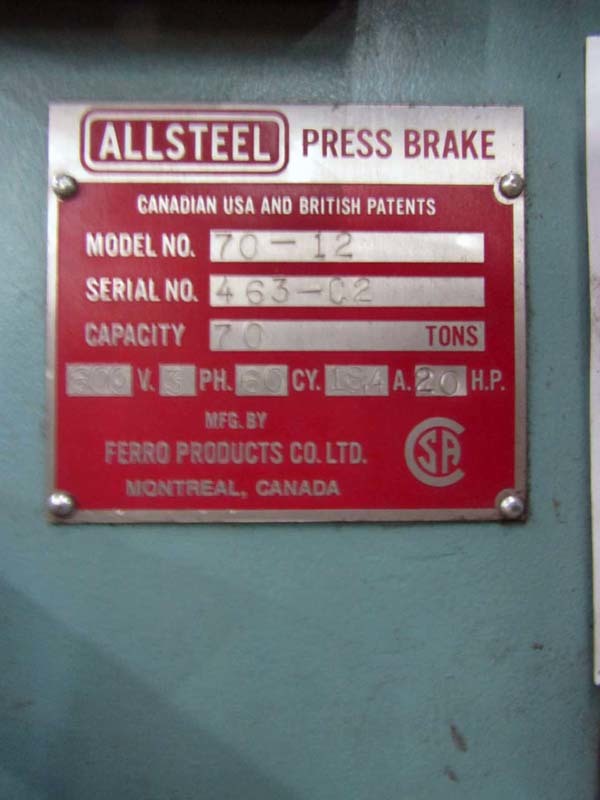 ALLSTEEL PRESS BRAKE
CANADIAN USA AND BRITISH PATENTS
MODEL NO. 70-12
SERIAL NO. 463-C2
CAPACITY 70 TONS
V. 3 PH. 60 CY. A. 20 H.P.
MFG. BY
FERRO PRODUCTS CO. LTD.
MONTREAL, CANADA
CSA